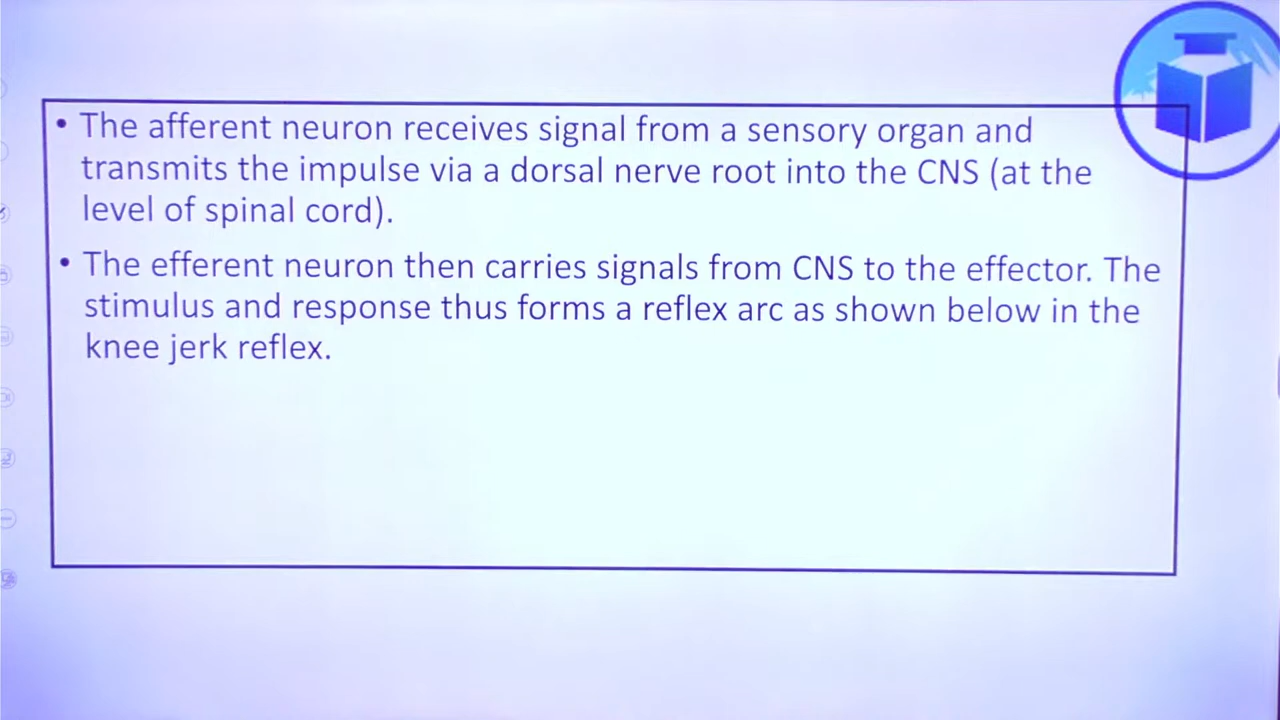 • The afferent neuron receives signal from a sensory organ and
transmits the impulse via a dorsal nerve root into the CNS (at the
level of spinal cord).
• The efferent neuron then carries signals from CNS to the effector. The
stimulus and response thus forms a reflex arc as shown below in the
knee jerk reflex.